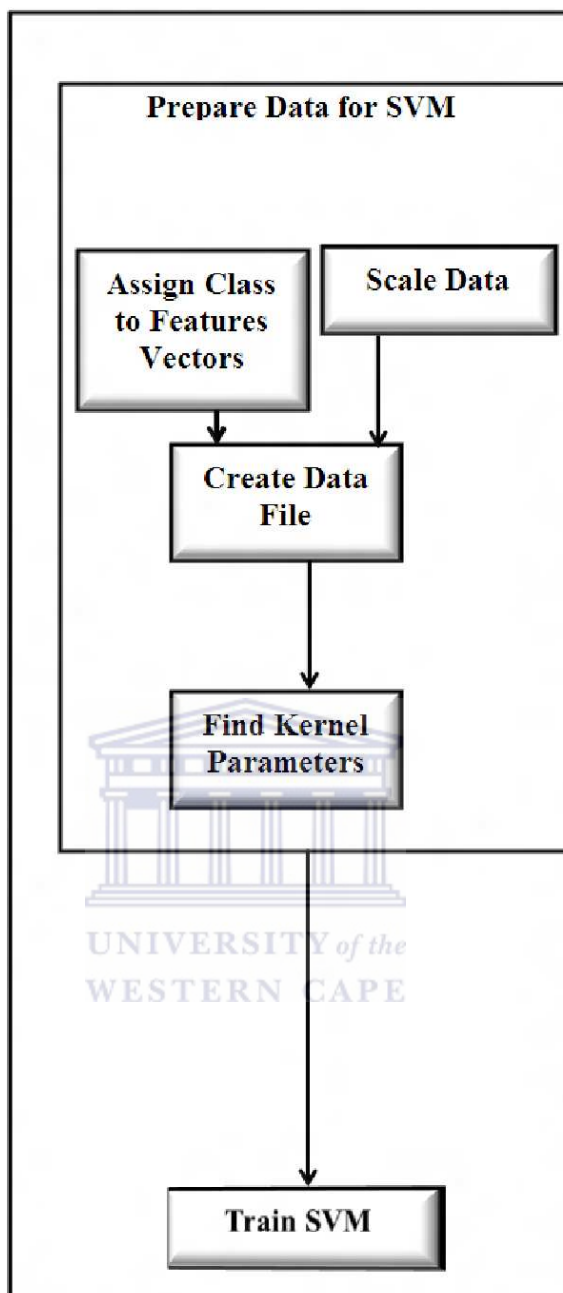 Prepare Data for SVM
Assign Class
to Features
Vectors
Scale Data
Create Data
File
Find Kernel
Parameters
UNIVERSITY of the
WESTERN CAPE
Train SVM